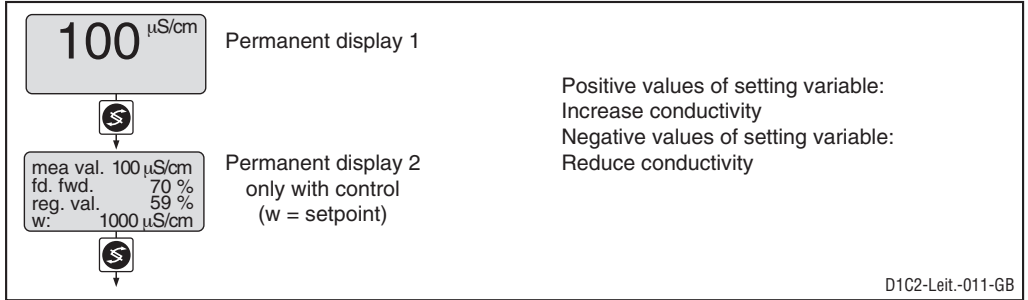 100 µS/cm
Permanent display 1
Positive values of setting variable:
Increase conductivity
Negative values of setting variable:
Reduce conductivity
mea val. 100 µS/cm
fd. fwd. 70 %
reg. val. 59 %
w: 1000 µS/cm
Permanent display 2
only with control
(w = setpoint)
D1C2-Leit.-011-GB